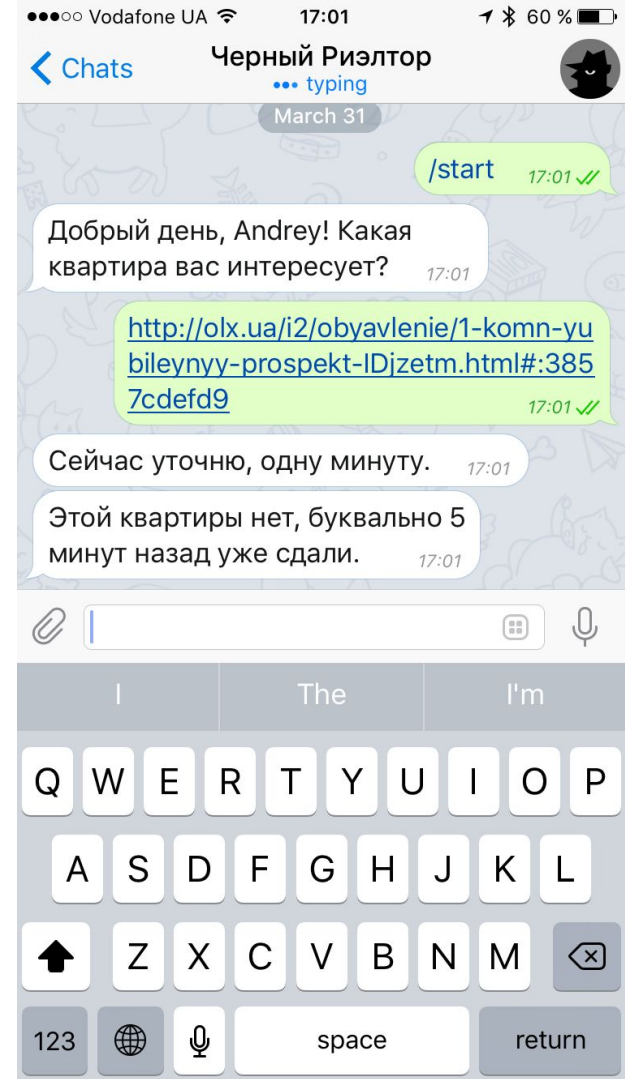 Vodafone UA 17:01 60 %
Chats Черный Риэлтор
typing
March 31
/start 17:01
Добрый день, Andrey! Какая
квартира вас интересует? 17:01
http://olx.ua/i2/obyavlenie/1-komn-yu
bileynyy-prospekt-IDjzetm.html#:385
7cdefd9 17:01
Сейчас уточню, одну минуту. 17:01
Этой квартиры нет, буквально 5
минут назад уже сдали. 17:01
I The I'm
Q W E R T Y U I O P
A S D F G H J K L
Z X C V B N M
123 space return